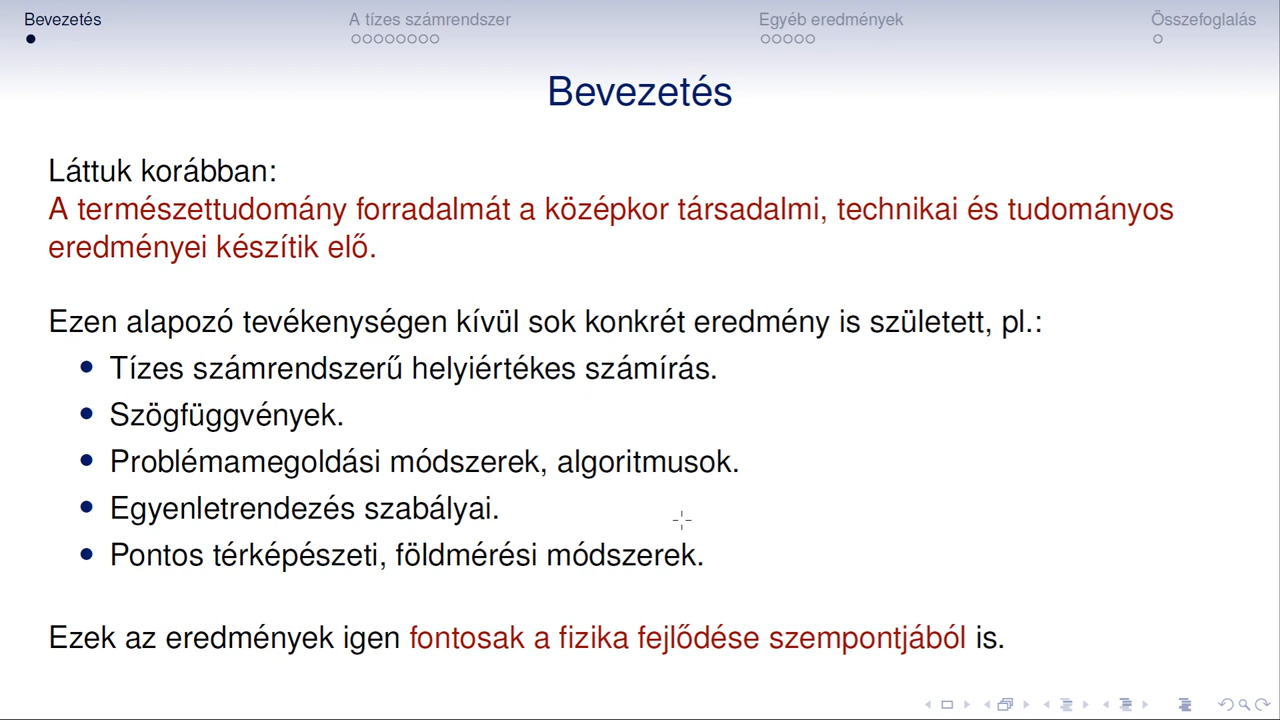 Bevezetés
A tízes számrendszer
Egyéb eredmények
Összefoglalás
Bevezetés
Láttuk korábban:
A természettudomány forradalmát a középkor társadalmi, technikai és tudományos
eredményei készítik elő.
Ezen alapozó tevékenységen kívül sok konkrét eredmény is született, pl.:
Tízes számrendszerű helyiértékes számírás.
Szögfüggvények.
Problémamegoldási módszerek, algoritmusok.
Egyenletrendezés szabályai.
Pontos térképészeti, földmérési módszerek.
Ezek az eredmények igen fontosak a fizika fejlődése szempontjából is.